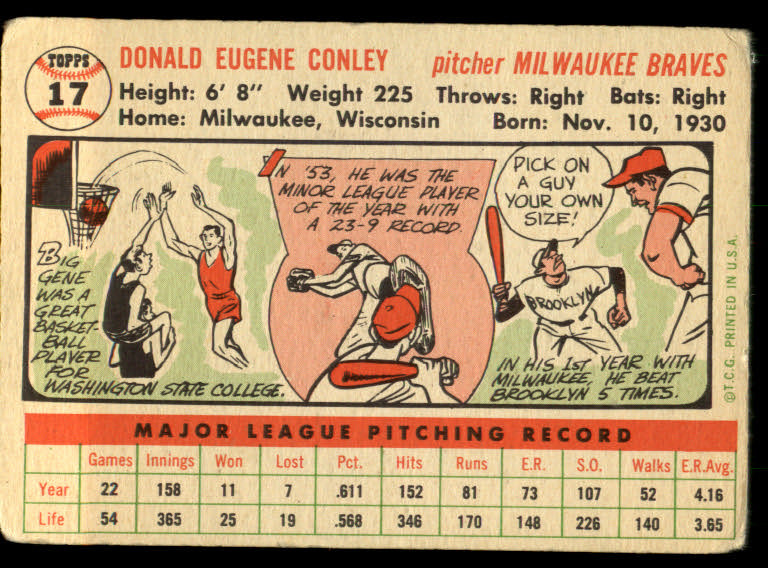 TOPPS
17
DONALD EUGENE CONLEY pitcher MILWAUKEE BRAVES
Height: 6' 8" Weight 225 Throws: Right Bats: Right
Home: Milwaukee, Wisconsin Born: Nov. 10, 1930
BIG
GENE
WAS A
GREAT
BASKET-
BALL
PLAYER
FOR
WASHINGTON STATE COLLEGE.
IN '53, HE WAS THE
MINOR LEAGUE PLAYER
OF THE YEAR WITH
A 23-9 RECORD.
PICK ON
A GUY
YOUR OWN
SIZE!
BROOKLYN
IN HIS 1ST YEAR WITH
MILWAUKEE, HE BEAT
BROOKLYN 5 TIMES.
©T.C.G. PRINTED IN U.S.A.
MAJOR LEAGUE PITCHING RECORD
Games Innings Won Lost Pct. Hits Runs E.R. S.O. Walks E.R.Avg.
Year 22 158 11 7 .611 152 81 73 107 52 4.16
Life 54 365 25 19 .568 346 170 148 226 140 3.65